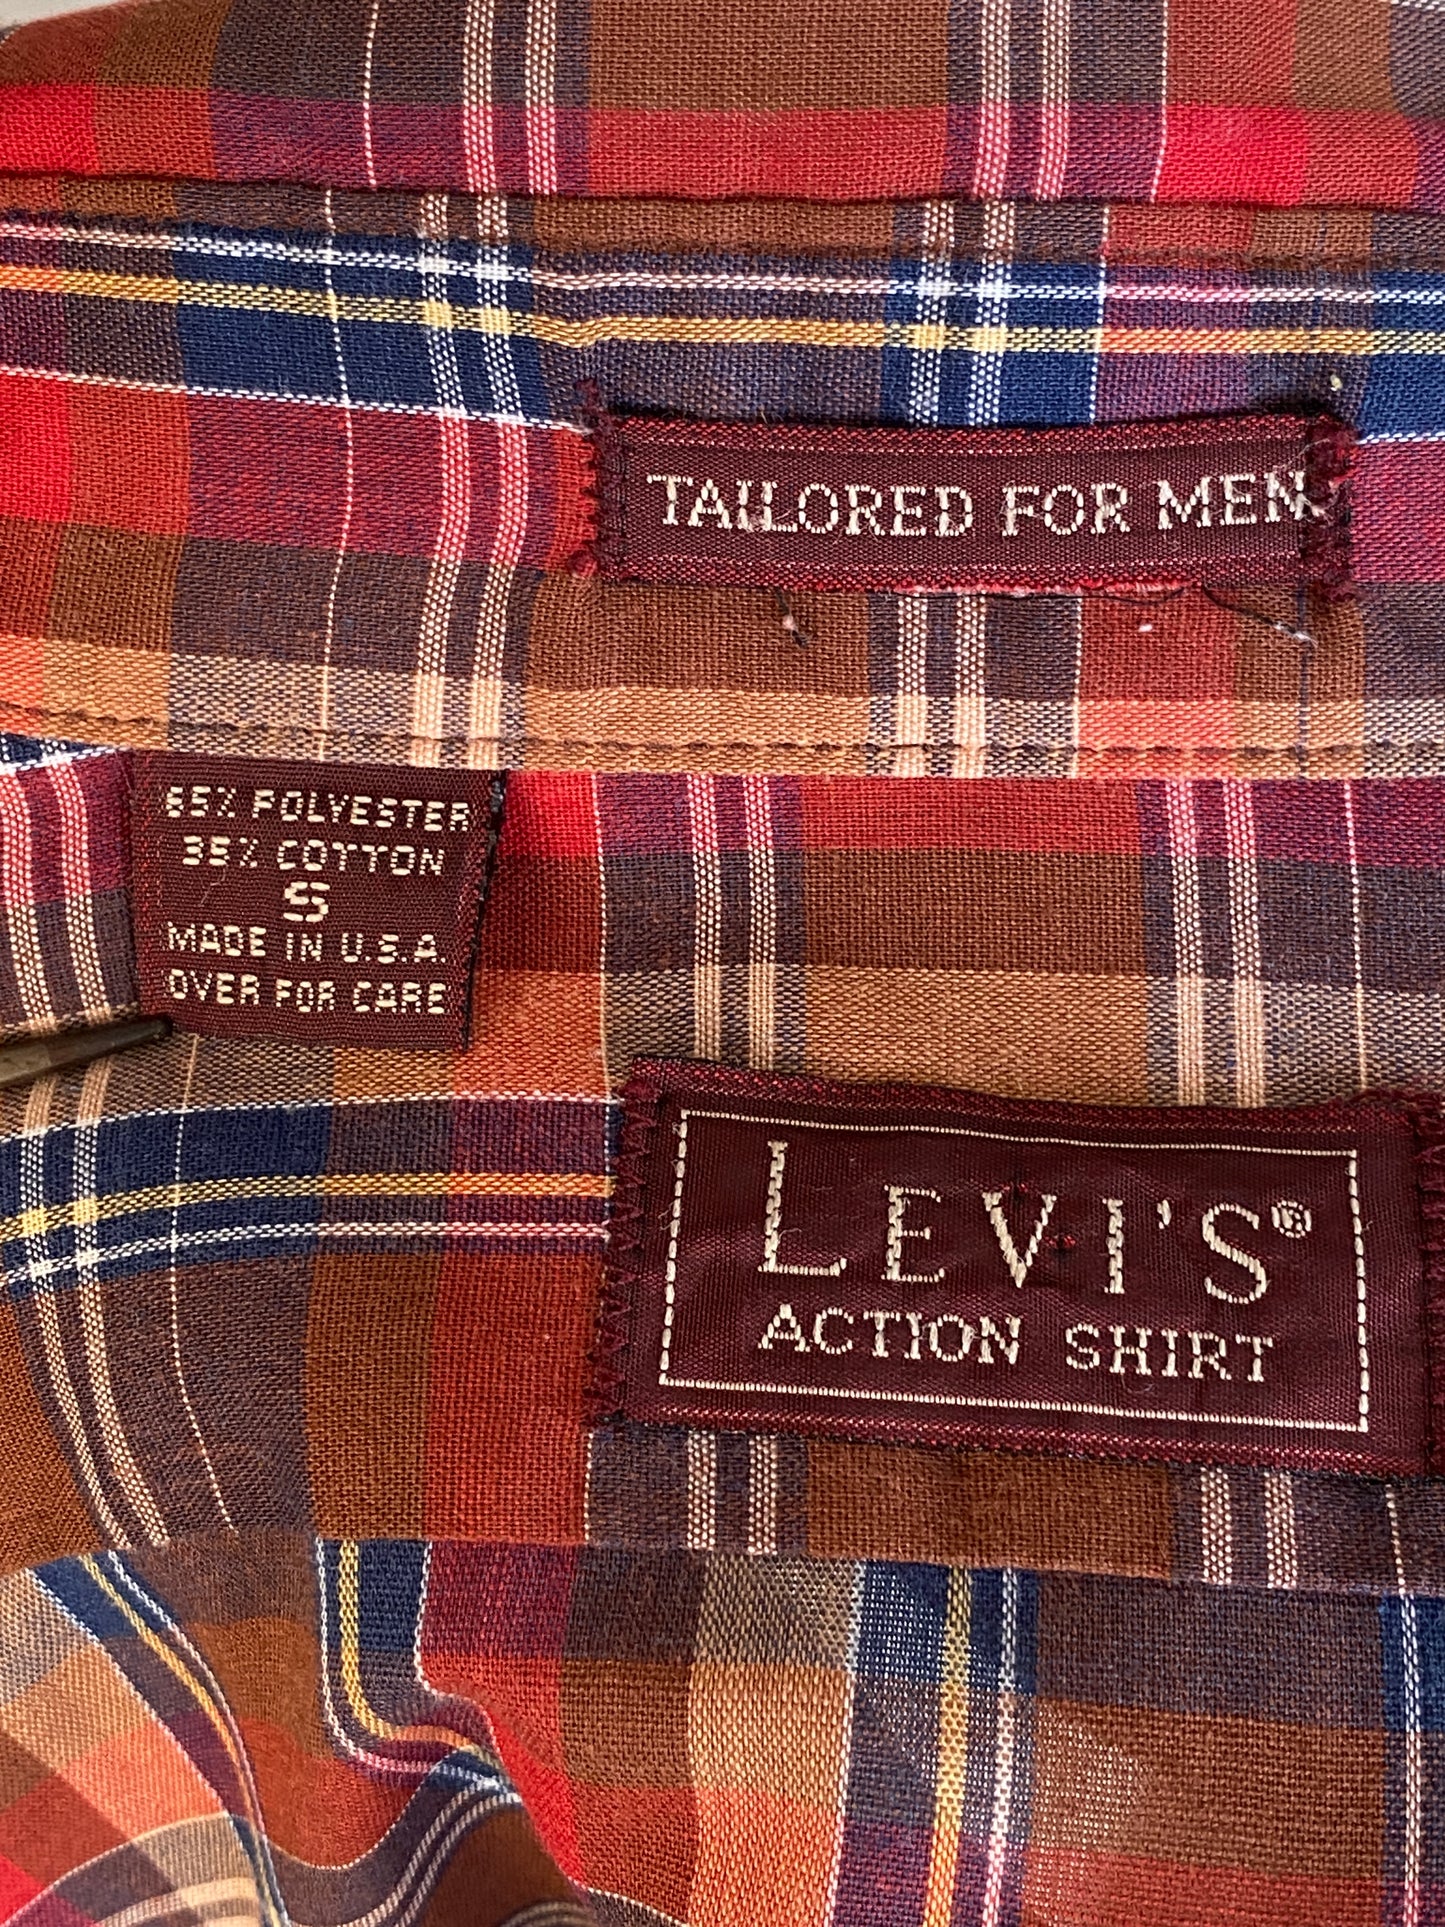 TAILORED FOR MEN
65% POLYESTER
35% COTTON
S
MADE IN U.S.A.
OVER FOR CARE
LEVI'S®
ACTION SHIRT